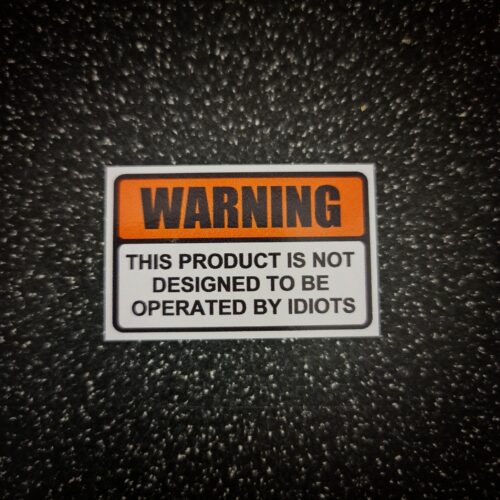 WARNING
THIS PRODUCT IS NOT
DESIGNED TO BE
OPERATED BY IDIOTS